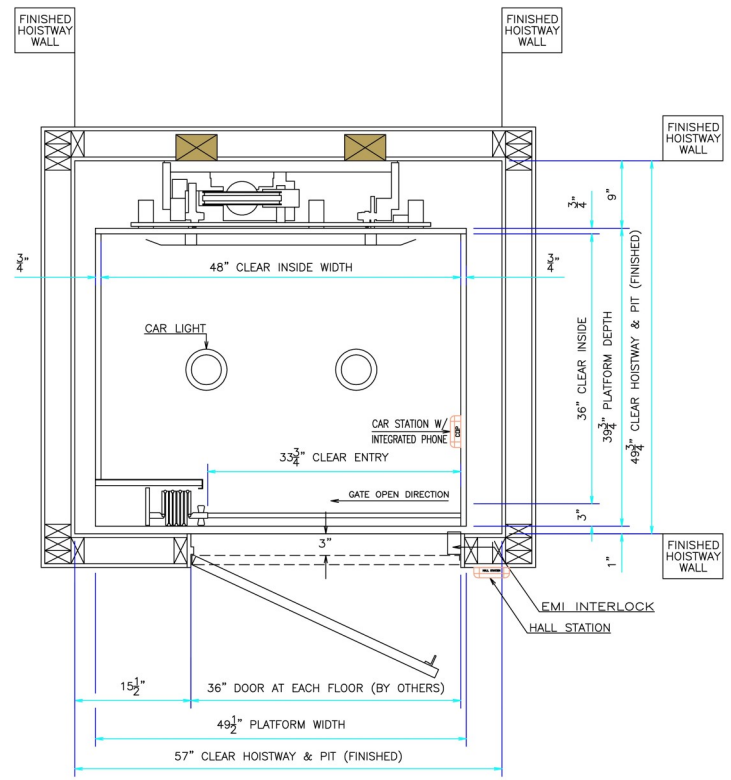 FINISHED
HOISTWAY
WALL
FINISHED
HOISTWAY
WALL
FINISHED
HOISTWAY
WALL
3/4"
9"
3/4"
48" CLEAR INSIDE WIDTH
3/4"
CAR LIGHT
36" CLEAR INSIDE
39 3/4" PLATFORM DEPTH
49 3/4" CLEAR HOISTWAY & PIT (FINISHED)
CAR STATION W/
INTEGRATED PHONE
COP
33 3/4" CLEAR ENTRY
GATE OPEN DIRECTION
3"
3"
1"
FINISHED
HOISTWAY
WALL
HALL STATION
EMI INTERLOCK
HALL STATION
15 1/2"
36" DOOR AT EACH FLOOR (BY OTHERS)
49 1/2" PLATFORM WIDTH
57" CLEAR HOISTWAY & PIT (FINISHED)